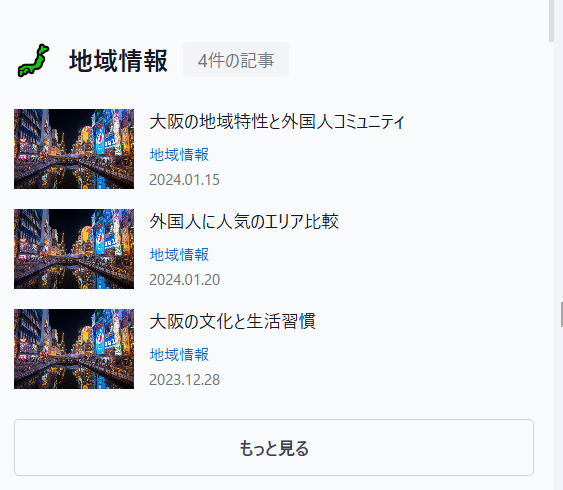 地域情報 4件の記事
大阪の地域特性と外国人コミュニティ
地域情報
2024.01.15
外国人に人気のエリア比較
地域情報
2024.01.20
大阪の文化と生活習慣
地域情報
2023.12.28
もっと見る